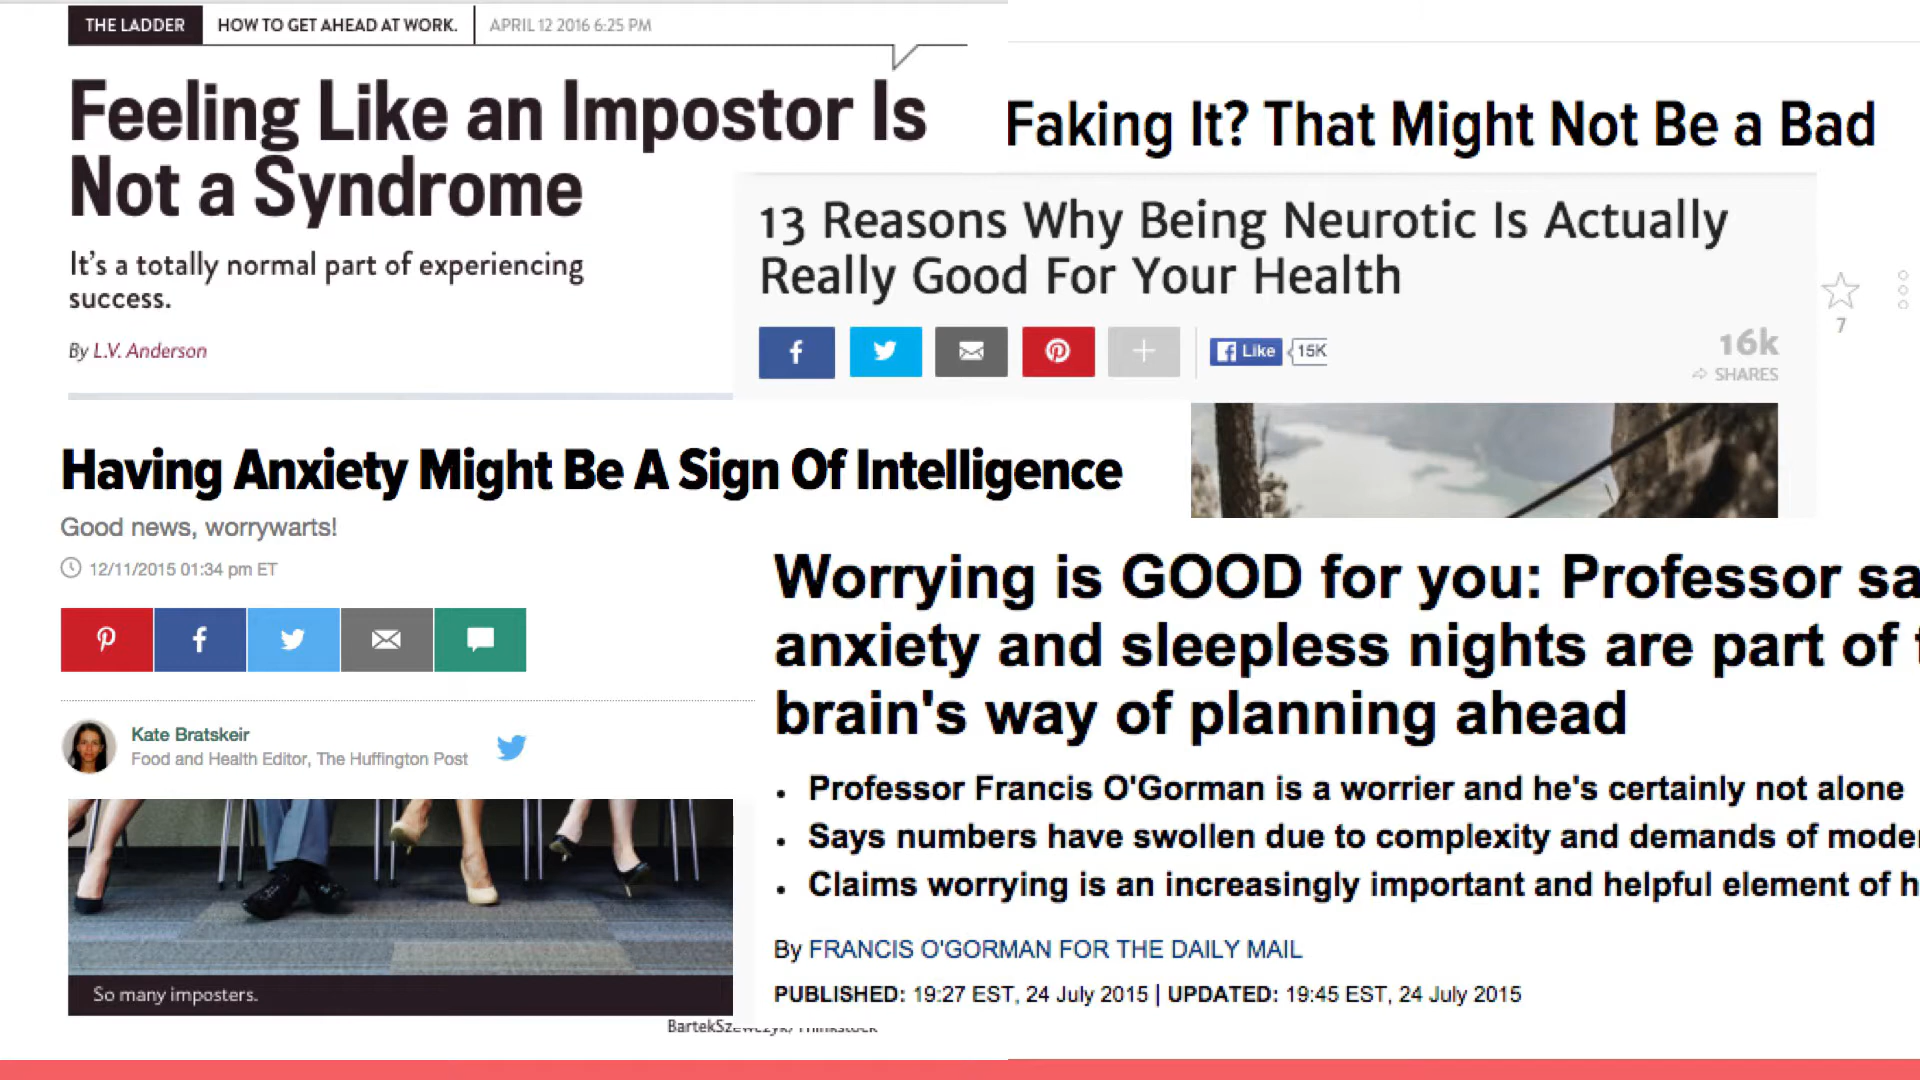 THE LADDER
HOW TO GET AHEAD AT WORK.
APRIL 12 2016 6:25 PM
Feeling Like an Impostor Is
Not a Syndrome
It's a totally normal part of experiencing
success.
By L.V. Anderson
Faking It? That Might Not Be a Bad
13 Reasons Why Being Neurotic Is Actually
Really Good For Your Health
Like
15K
16k
SHARES
7
Having Anxiety Might Be A Sign Of Intelligence
Good news, worrywarts!
12/11/2015 01:34 pm ET
Kate Bratskeir
Food and Health Editor, The Huffington Post
So many imposters.
Worrying is GOOD for you: Professor sa
anxiety and sleepless nights are part of
brain's way of planning ahead
• Professor Francis O'Gorman is a worrier and he's certainly not alone
• Says numbers have swollen due to complexity and demands of mode
• Claims worrying is an increasingly important and helpful element of h
By FRANCIS O'GORMAN FOR THE DAILY MAIL
PUBLISHED: 19:27 EST, 24 July 2015 | UPDATED: 19:45 EST, 24 July 2015